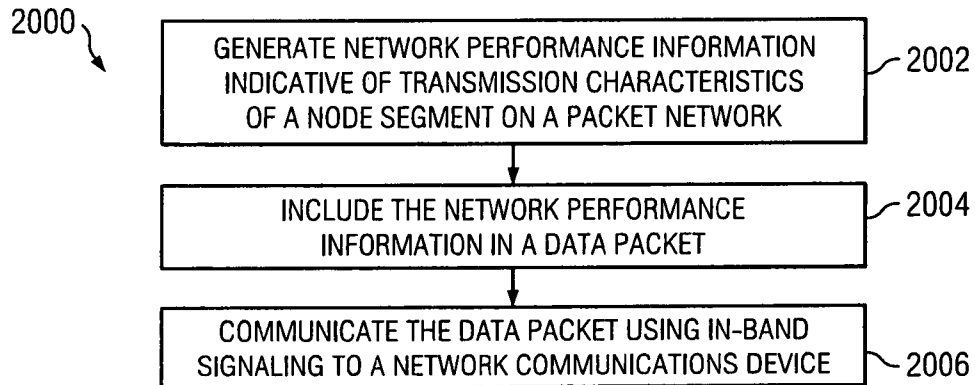 2000
GENERATE NETWORK PERFORMANCE INFORMATION
INDICATIVE OF TRANSMISSION CHARACTERISTICS
OF A NODE SEGMENT ON A PACKET NETWORK
2002
INCLUDE THE NETWORK PERFORMANCE
INFORMATION IN A DATA PACKET
2004
COMMUNICATE THE DATA PACKET USING IN-BAND
SIGNALING TO A NETWORK COMMUNICATIONS DEVICE
2006